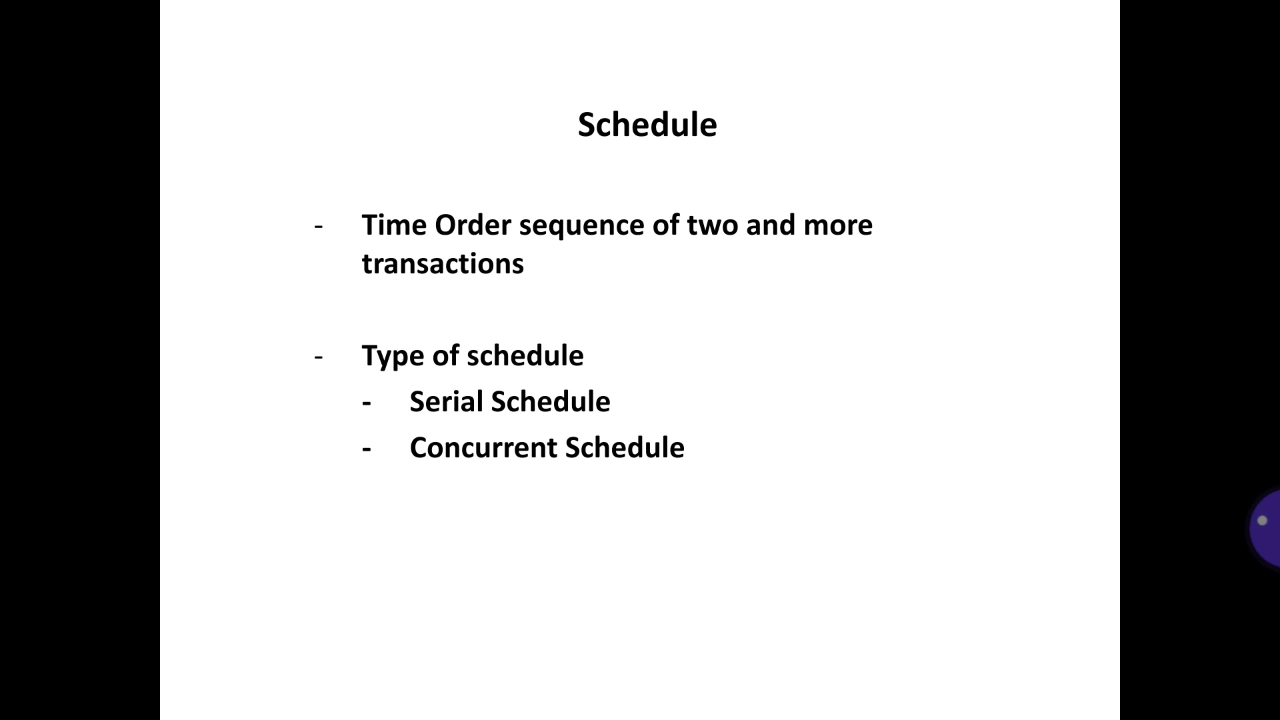 Schedule
- Time Order sequence of two and more
transactions
- Type of schedule
- Serial Schedule
- Concurrent Schedule